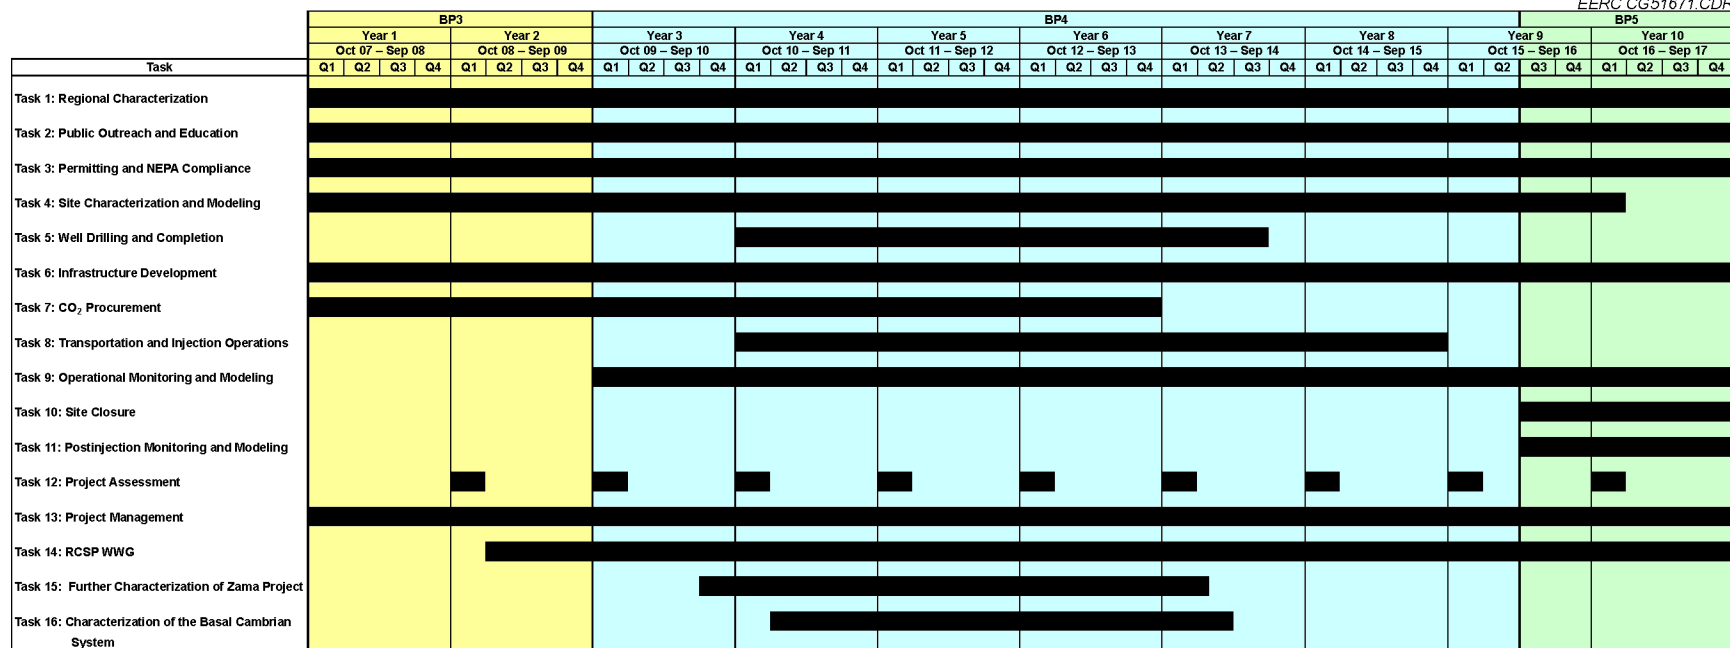 EERC CG51671.CDR
BP3 BP4 BP5
Year 1 Year 2 Year 3 Year 4 Year 5 Year 6 Year 7 Year 8 Year 9 Year 10
Oct 07 – Sep 08 Oct 08 – Sep 09 Oct 09 – Sep 10 Oct 10 – Sep 11 Oct 11 – Sep 12 Oct 12 – Sep 13 Oct 13 – Sep 14 Oct 14 – Sep 15 Oct 15 – Sep 16 Oct 16 – Sep 17
Task Q1 Q2 Q3 Q4 Q1 Q2 Q3 Q4 Q1 Q2 Q3 Q4 Q1 Q2 Q3 Q4 Q1 Q2 Q3 Q4 Q1 Q2 Q3 Q4 Q1 Q2 Q3 Q4 Q1 Q2 Q3 Q4 Q1 Q2 Q3 Q4 Q1 Q2 Q3 Q4
Task 1: Regional Characterization
Task 2: Public Outreach and Education
Task 3: Permitting and NEPA Compliance
Task 4: Site Characterization and Modeling
Task 5: Well Drilling and Completion
Task 6: Infrastructure Development
Task 7: CO₂ Procurement
Task 8: Transportation and Injection Operations
Task 9: Operational Monitoring and Modeling
Task 10: Site Closure
Task 11: Postinjection Monitoring and Modeling
Task 12: Project Assessment
Task 13: Project Management
Task 14: RCSP WWG
Task 15: Further Characterization of Zama Project
Task 16: Characterization of the Basal Cambrian
System